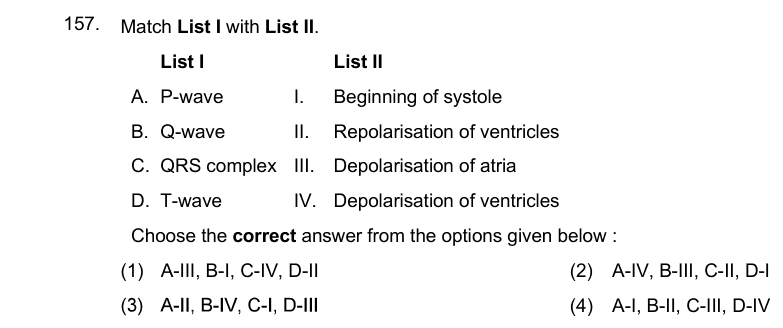 157. Match List I with List II.
List I List II
A. P-wave I. Beginning of systole
B. Q-wave II. Repolarisation of ventricles
C. QRS complex III. Depolarisation of atria
D. T-wave IV. Depolarisation of ventricles
Choose the correct answer from the options given below :
(1) A-III, B-I, C-IV, D-II (2) A-IV, B-III, C-II, D-I
(3) A-II, B-IV, C-I, D-III (4) A-I, B-II, C-III, D-IV